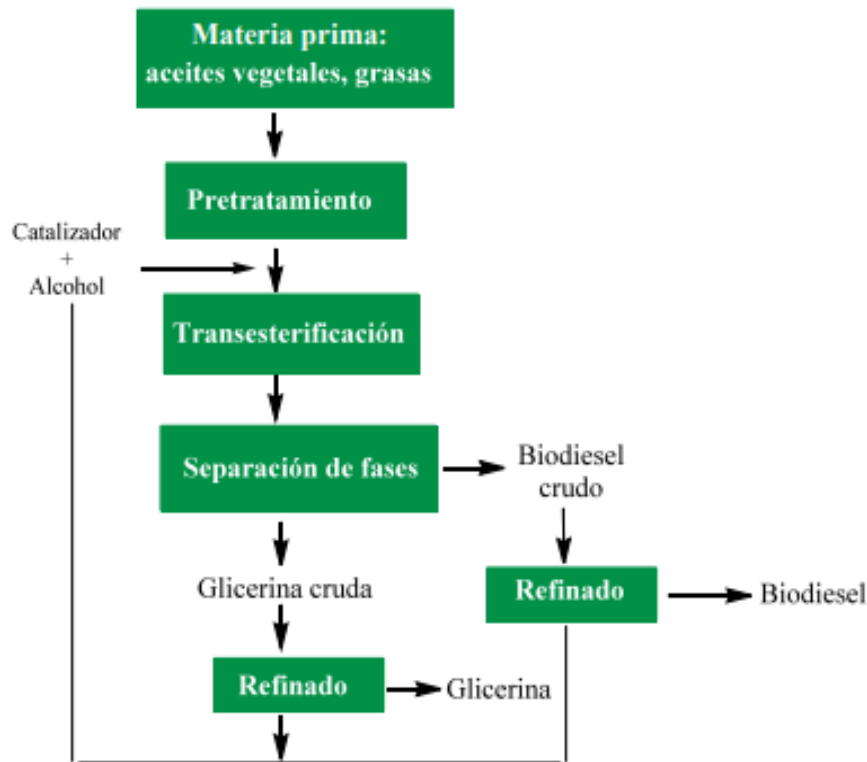 Materia prima:
aceites vegetales, grasas
Pretratamiento
Catalizador
+
Alcohol
Transesterificación
Separación de fases
Biodiesel
crudo
Glicerina cruda
Refinado
Biodiesel
Refinado
Glicerina